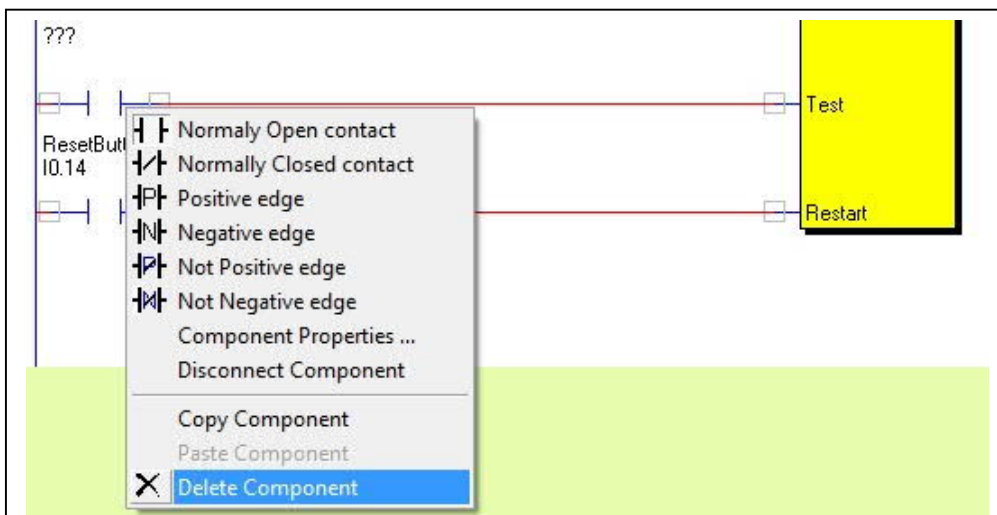 ???
Test
ResetButt
I0.14
Restart
Normaly Open contact
Normally Closed contact
Positive edge
Negative edge
Not Positive edge
Not Negative edge
Component Properties ...
Disconnect Component
Copy Component
Paste Component
Delete Component